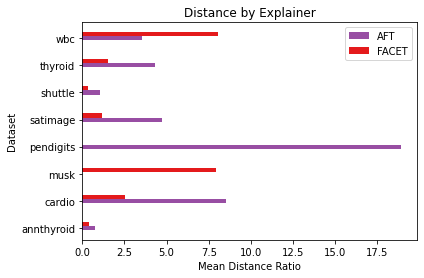 Distance by Explainer
AFT
FACET
Dataset
wbc
thyroid
shuttle
satimage
pendigits
musk
cardio
annthyroid
0.0 2.5 5.0 7.5 10.0 12.5 15.0 17.5
Mean Distance Ratio